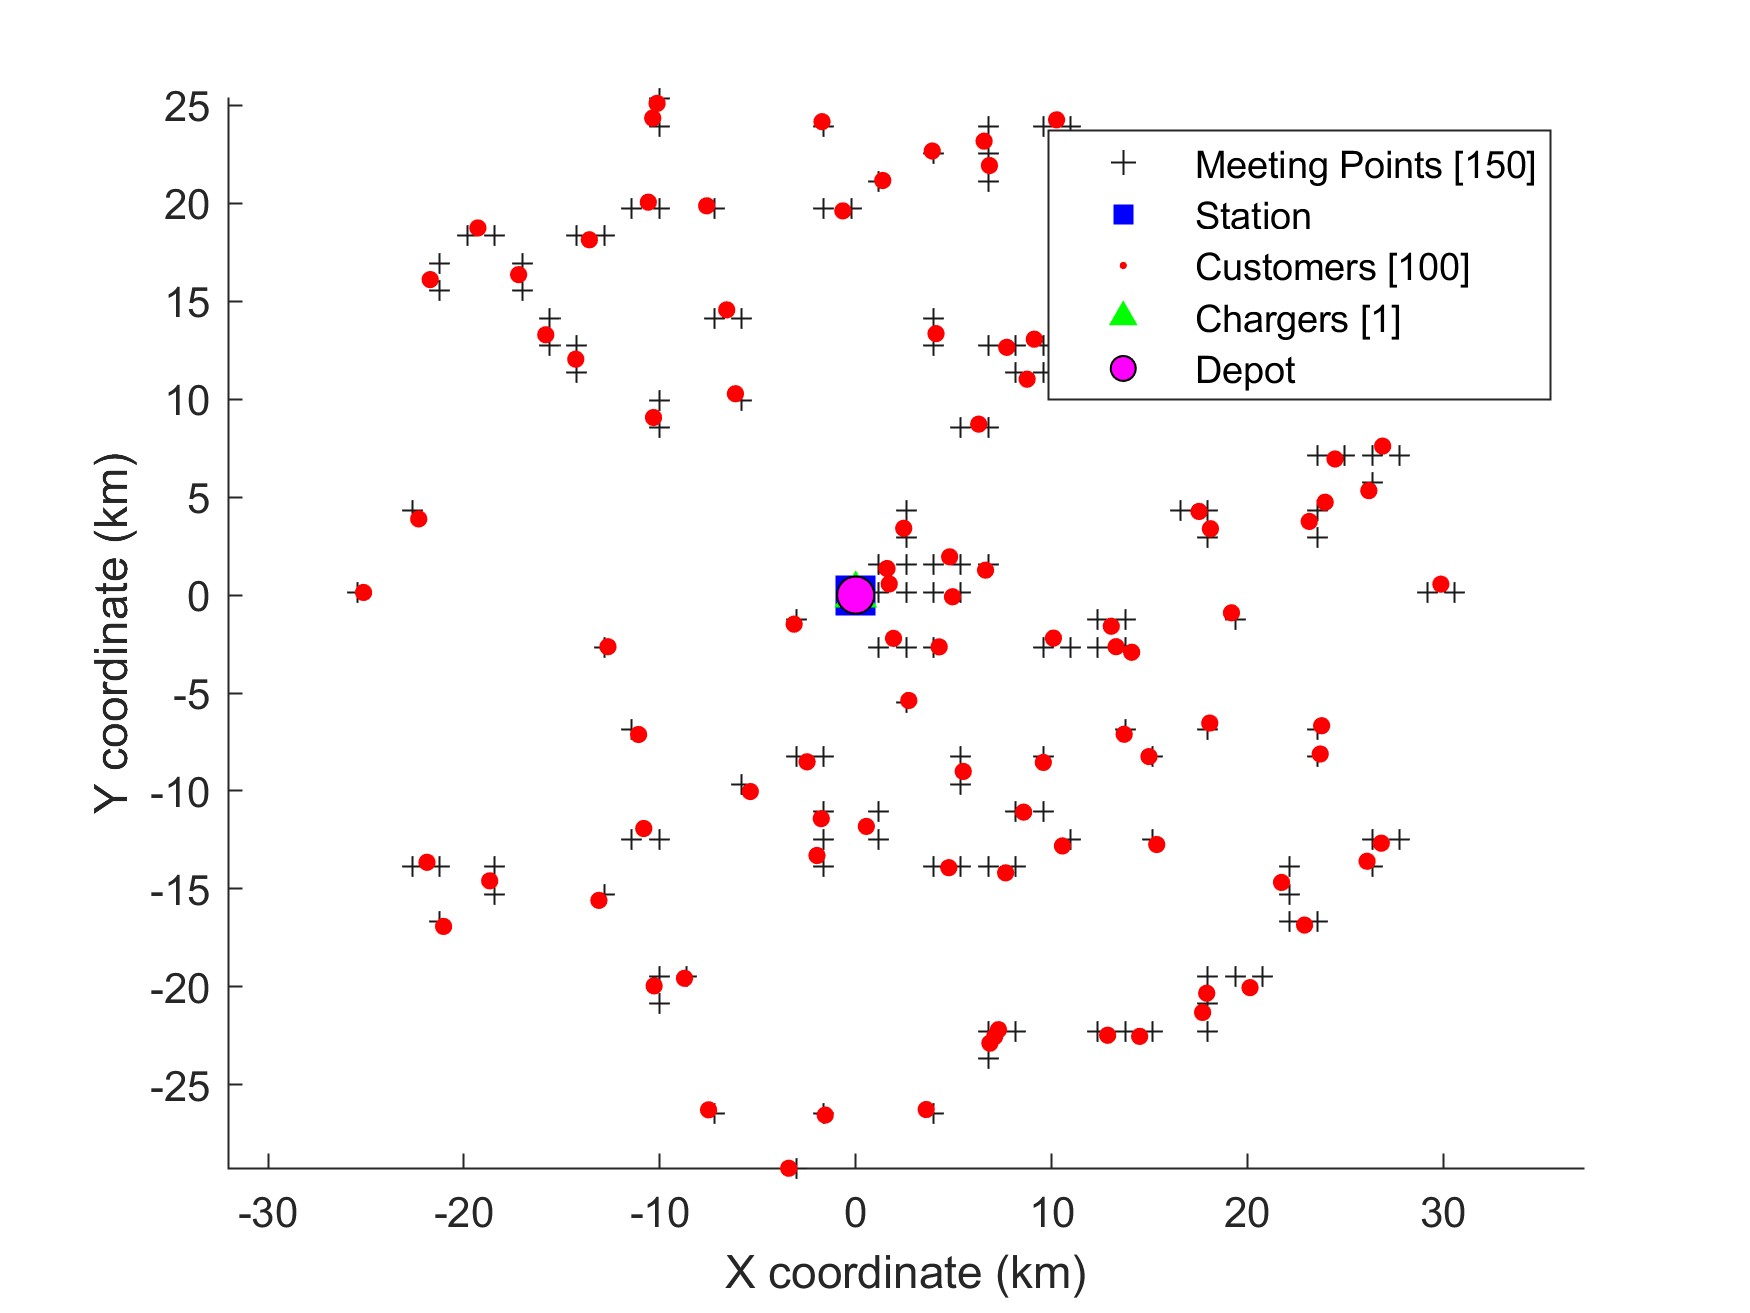 25
20
15
10
5
0
-5
-10
-15
-20
-25
Y coordinate (km)
Meeting Points [150]
Station
Customers [100]
Chargers [1]
Depot
-30 -20 -10 0 10 20 30
X coordinate (km)